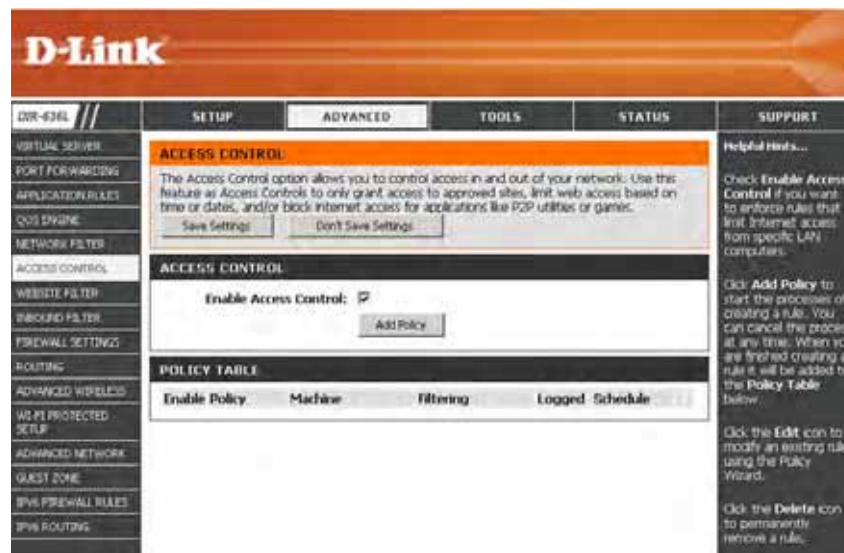 D-Link
DIR-636L
SETUP
ADVANCED
TOOLS
STATUS
SUPPORT
VIRTUAL SERVER
PORT FORWARDING
APPLICATION RULES
QOS ENGINE
NETWORK FILTER
ACCESS CONTROL
WEBSITE FILTER
INBOUND FILTER
FIREWALL SETTINGS
ROUTING
ADVANCED WIRELESS
WI-FI PROTECTED
SETUP
ADVANCED NETWORK
GUEST ZONE
IPV6 FIREWALL RULES
IPV6 ROUTING
ACCESS CONTROL
The Access Control option allows you to control access in and out of your network. Use this
feature as Access Controls to only grant access to approved sites, limit web access based on
time or dates, and/or block internet access for applications like P2P utilities or games.
Save Settings
Don't Save Settings
ACCESS CONTROL
Enable Access Control:
Add Policy
POLICY TABLE
Enable Policy Machine Filtering Logged Schedule
Helpful Hints...
Check Enable Access
Control if you want
to enforce rules that
limit Internet access
from specific LAN
computers.
Click Add Policy to
start the processes of
creating a rule. You
can cancel the proces
at any time. When yo
are finished creating a
rule it will be added t
the Policy Table
below
Click the Edit icon to
modify an existing rule
using the Policy
Wizard.
Click the Delete icon
to permanently
remove a rule.